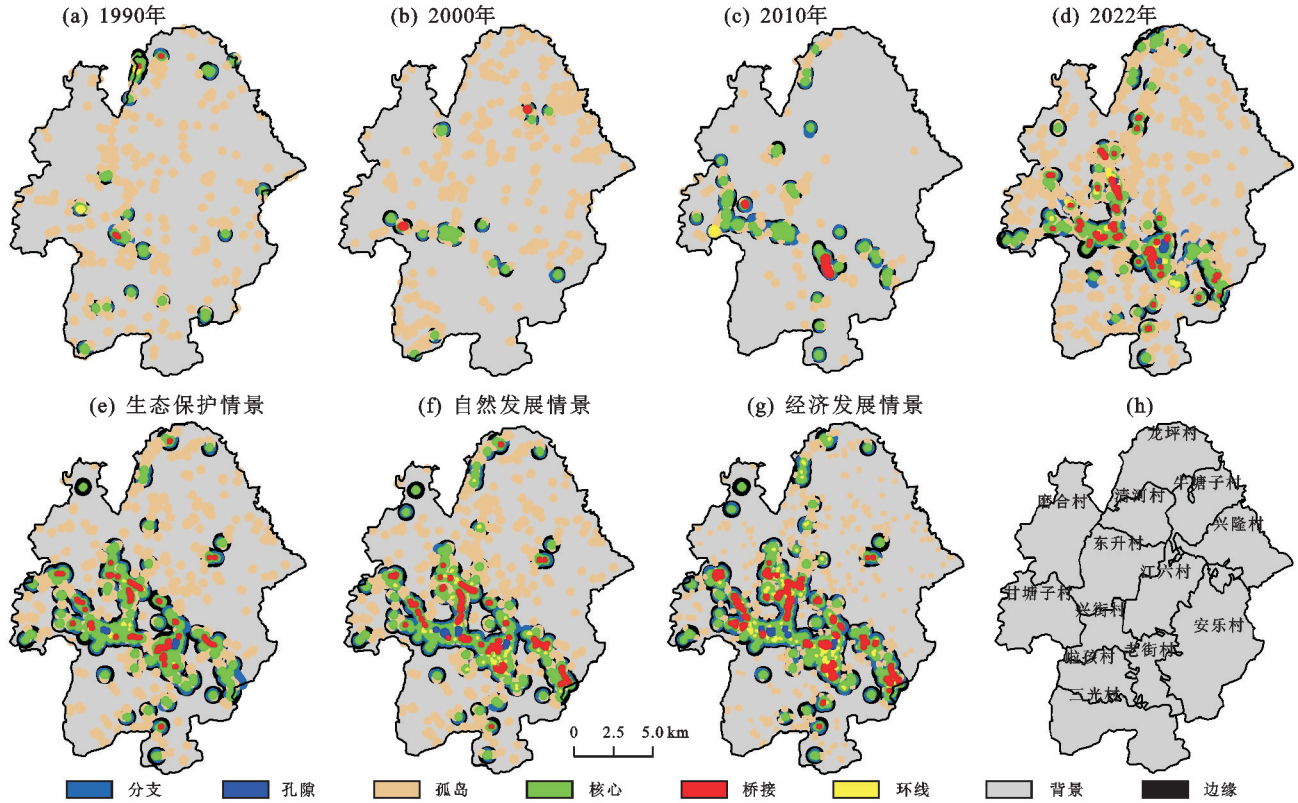 (a) 1990年
(b) 2000年
(c) 2010年
(d) 2022年
(e) 生态保护情景
(f) 自然发展情景
(g) 经济发展情景
(h)
龙坪村
牛塘子村
清河村
磨合村
兴隆村
东升村
江六村
甘塘子村
兴街村
安乐村
老街村
三光村
0 2.5 5.0 km
分支 孔隙 孤岛 核心 桥接 环线 背景 边缘